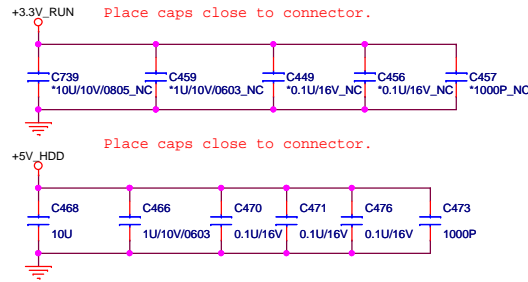 +3.3V_RUN
Place caps close to connector.
C739 C459 C449 C456 C457
*10U/10V/0805_NC *1U/10V/0603_NC *0.1U/16V_NC *0.1U/16V_NC *1000P_NC
Place caps close to connector.
+5V_HDD
C468 C466 C470 C471 C476 C473
10U 1U/10V/0603 0.1U/16V 0.1U/16V 0.1U/16V 1000P